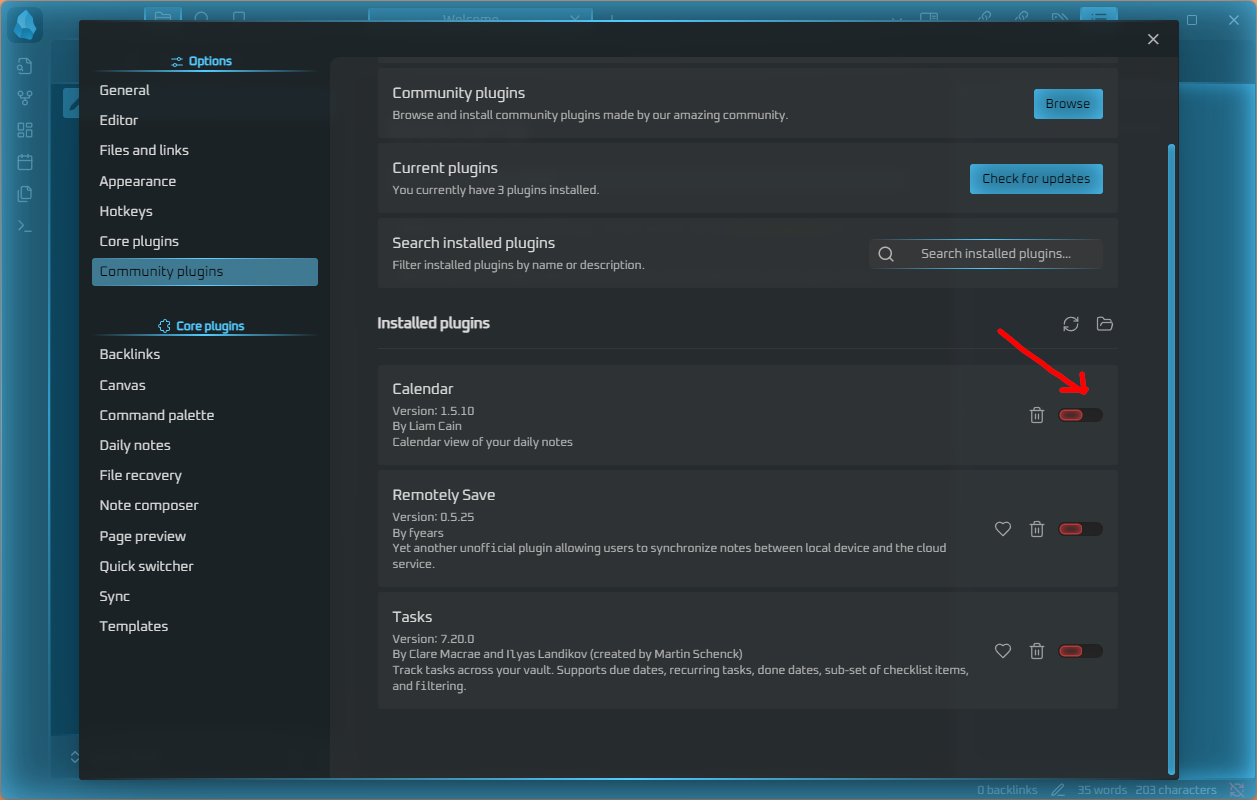 Welcome
Options
General
Editor
Files and links
Appearance
Hotkeys
Core plugins
Community plugins
Core plugins
Backlinks
Canvas
Command palette
Daily notes
File recovery
Note composer
Page preview
Quick switcher
Sync
Templates
Community plugins
Browse and install community plugins made by our amazing community.
Browse
Current plugins
You currently have 3 plugins installed.
Check for updates
Search installed plugins
Filter installed plugins by name or description.
Search installed plugins...
Installed plugins
Calendar
Version: 1.5.10
By Liam Cain
Calendar view of your daily notes
Remotely Save
Version: 0.5.25
By fyears
Yet another unofficial plugin allowing users to synchronize notes between local device and the cloud
service.
Tasks
Version: 7.20.0
By Clare Macrae and Ilyas Landikov (created by Martin Schenck)
Track tasks across your vault. Supports due dates, recurring tasks, done dates, sub-set of checklist items,
and filtering.
0 backlinks 35 words 203 characters